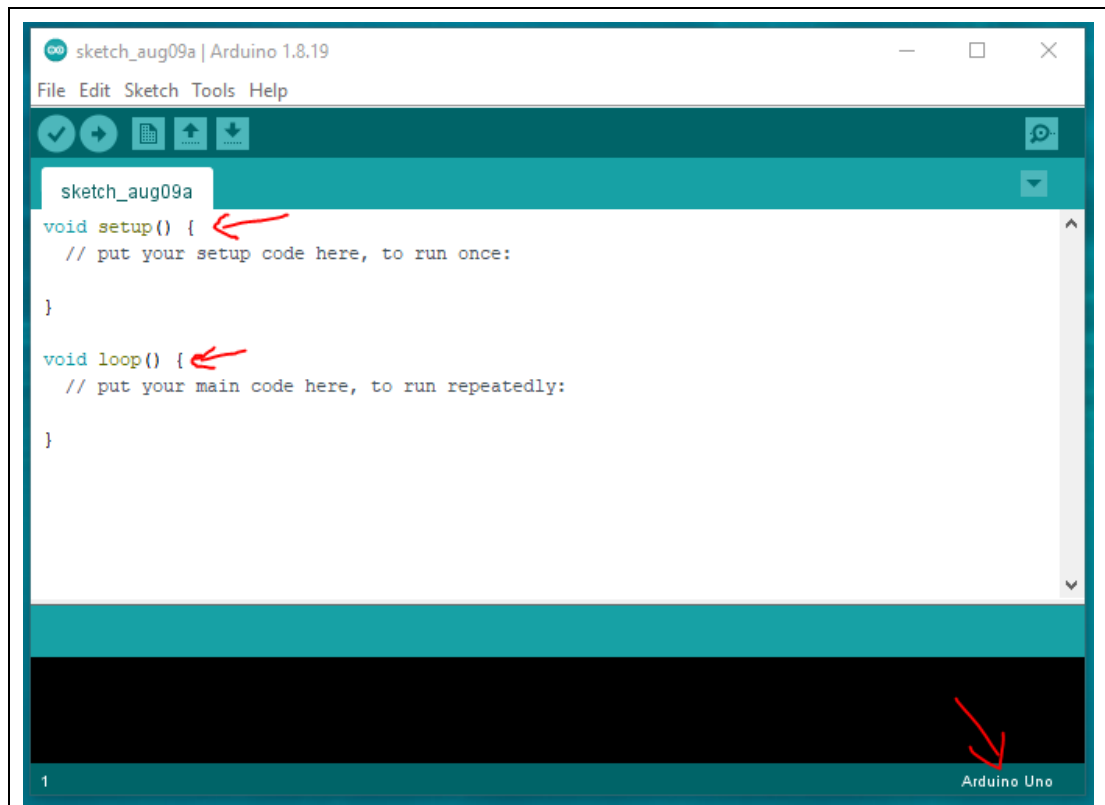 sketch_aug09a | Arduino 1.8.19
File Edit Sketch Tools Help
sketch_aug09a
void setup() {
  // put your setup code here, to run once:
}
void loop() {
  // put your main code here, to run repeatedly:
}
1
Arduino Uno